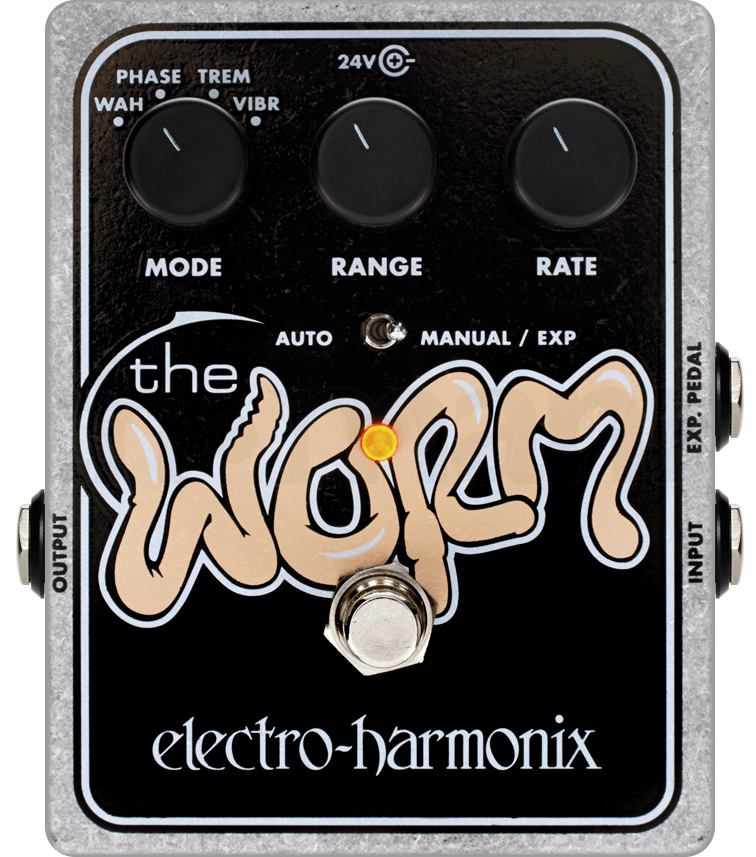 24V
PHASE TREM
WAH VIBR
MODE RANGE RATE
AUTO MANUAL / EXP
the
WORM
EXP. PEDAL
OUTPUT
INPUT
electro-harmonix